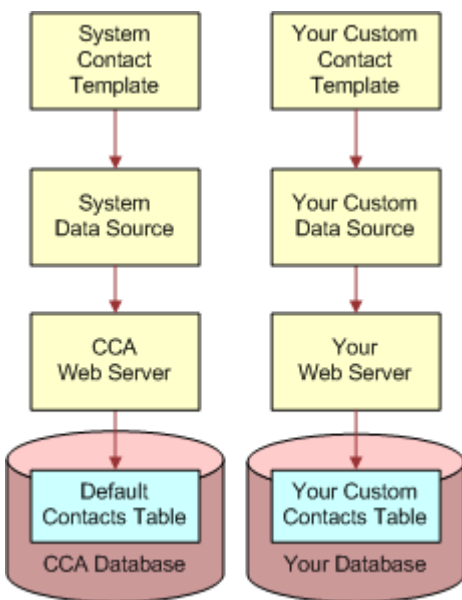 System
Contact
Template
Your Custom
Contact
Template
System
Data Source
Your Custom
Data Source
CCA
Web Server
Your
Web Server
Default
Contacts Table
Your Custom
Contacts Table
CCA Database
Your Database